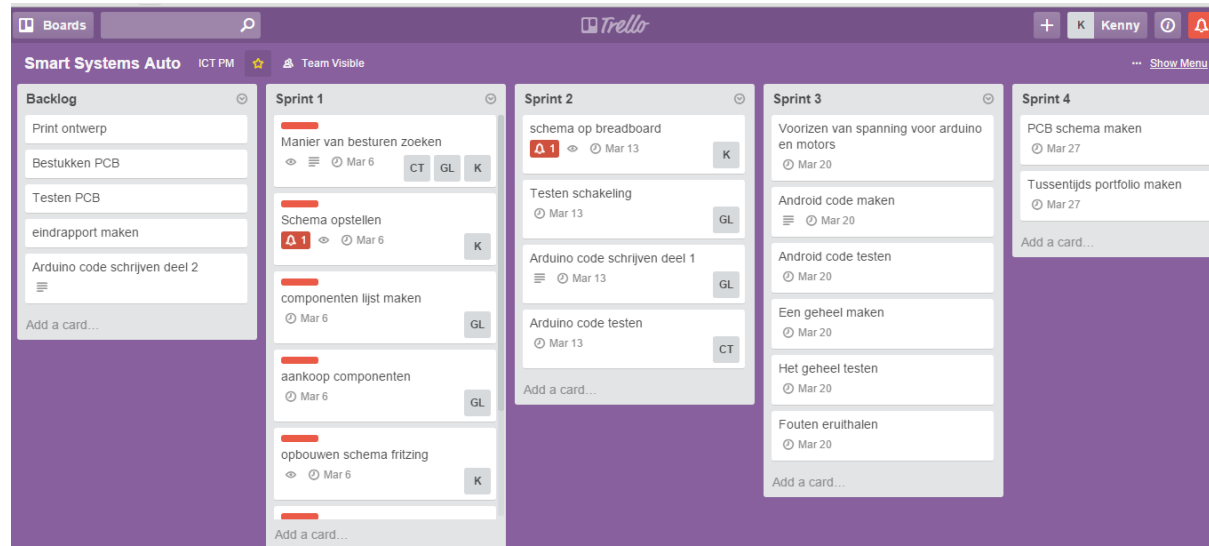 Boards
Trello
K Kenny
Smart Systems Auto ICT PM Team Visible
... Show Menu
Backlog
Print ontwerp
Bestukken PCB
Testen PCB
eindrapport maken
Arduino code schrijven deel 2
Add a card...
Sprint 1
Manier van besturen zoeken
Mar 6 CT GL K
Schema opstellen
1 Mar 6 K
componenten lijst maken
Mar 6 GL
aankoop componenten
Mar 6 GL
opbouwen schema fritzing
Mar 6 K
Add a card...
Sprint 2
schema op breadboard
1 Mar 13 K
Testen schakeling
Mar 13 GL
Arduino code schrijven deel 1
Mar 13 GL
Arduino code testen
Mar 13 CT
Add a card...
Sprint 3
Voorizen van spanning voor arduino
en motors
Mar 20
Android code maken
Mar 20
Android code testen
Mar 20
Een geheel maken
Mar 20
Het geheel testen
Mar 20
Fouten eruithalen
Mar 20
Add a card...
Sprint 4
PCB schema maken
Mar 27
Tussentijds portfolio maken
Mar 27
Add a card...